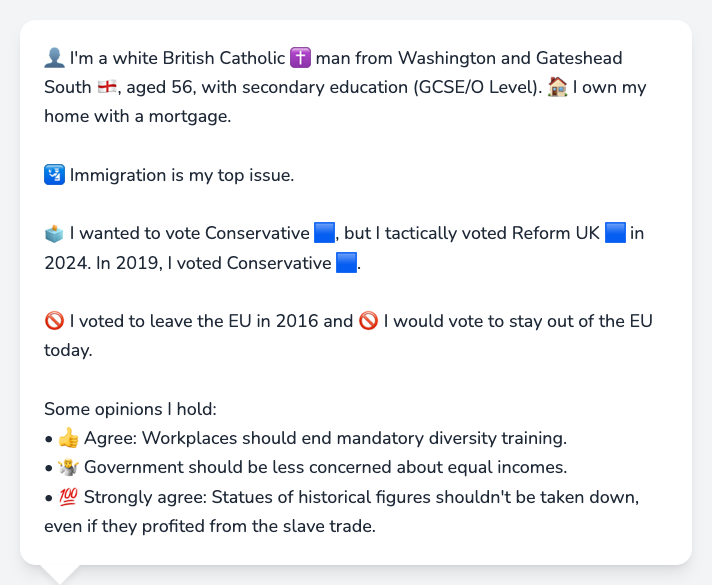 👤 I'm a white British Catholic ✝️ man from Washington and Gateshead
South 🏴󠁧󠁢󠁥󠁮󠁧󠁿, aged 56, with secondary education (GCSE/O Level). 🏠 I own my
home with a mortgage.
🛂 Immigration is my top issue.
🗳️ I wanted to vote Conservative 🟦, but I tactically voted Reform UK 🟦 in
2024. In 2019, I voted Conservative 🟦.
🚫 I voted to leave the EU in 2016 and 🚫 I would vote to stay out of the EU
today.
Some opinions I hold:
• 👍 Agree: Workplaces should end mandatory diversity training.
• 🤷 Government should be less concerned about equal incomes.
• 💯 Strongly agree: Statues of historical figures shouldn't be taken down,
even if they profited from the slave trade.